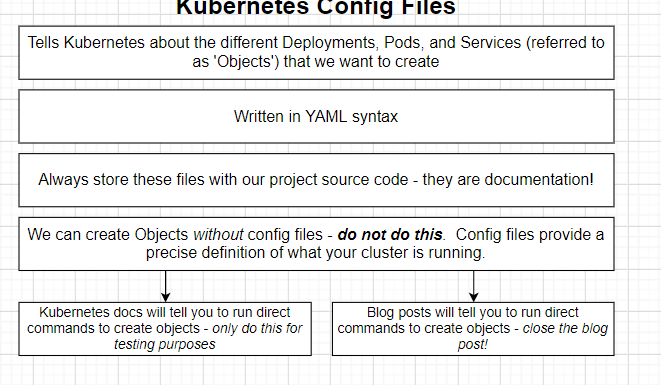 Kubernetes Config Files
Tells Kubernetes about the different Deployments, Pods, and Services (referred to
as 'Objects') that we want to create
Written in YAML syntax
Always store these files with our project source code - they are documentation!
We can create Objects without config files - do not do this.  Config files provide a
precise definition of what your cluster is running.
Kubernetes docs will tell you to run direct
commands to create objects - only do this for
testing purposes
Blog posts will tell you to run direct
commands to create objects - close the blog
post!